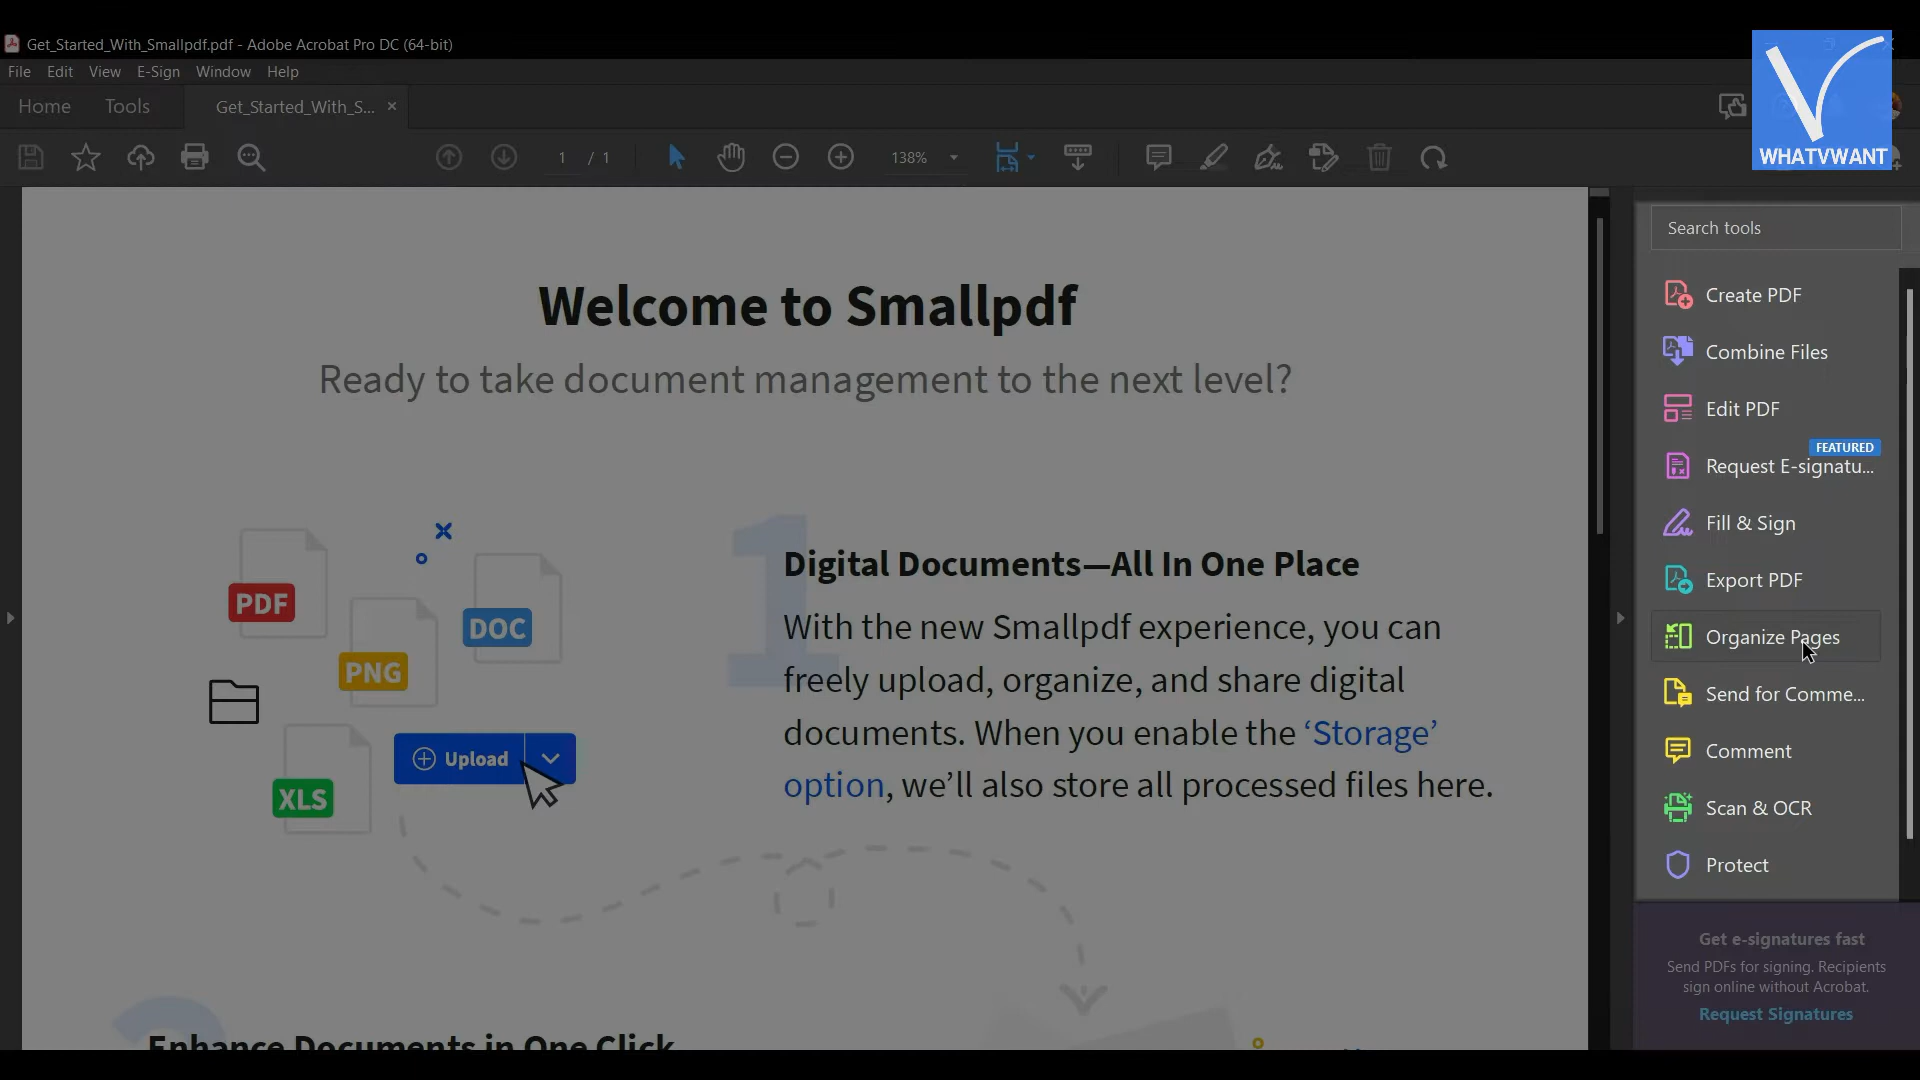 Get_Started_With_Smallpdf.pdf - Adobe Acrobat Pro DC (64-bit)
File Edit View E-Sign Window Help
Home Tools Get_Started_With_S... ×
1 / 1 138%
WHATVWANT
Search tools
Welcome to Smallpdf
Ready to take document management to the next level?
Create PDF
Combine Files
Edit PDF
FEATURED
Request E-signatu...
Fill & Sign
Export PDF
Organize Pages
Send for Comme...
Comment
Scan & OCR
Protect
PDF
PNG
DOC
XLS
Upload
1
Digital Documents—All In One Place
With the new Smallpdf experience, you can
freely upload, organize, and share digital
documents. When you enable the ‘Storage’
option, we’ll also store all processed files here.
Enhance Documents in One Click
Get e-signatures fast
Send PDFs for signing. Recipients
sign online without Acrobat.
Request Signatures